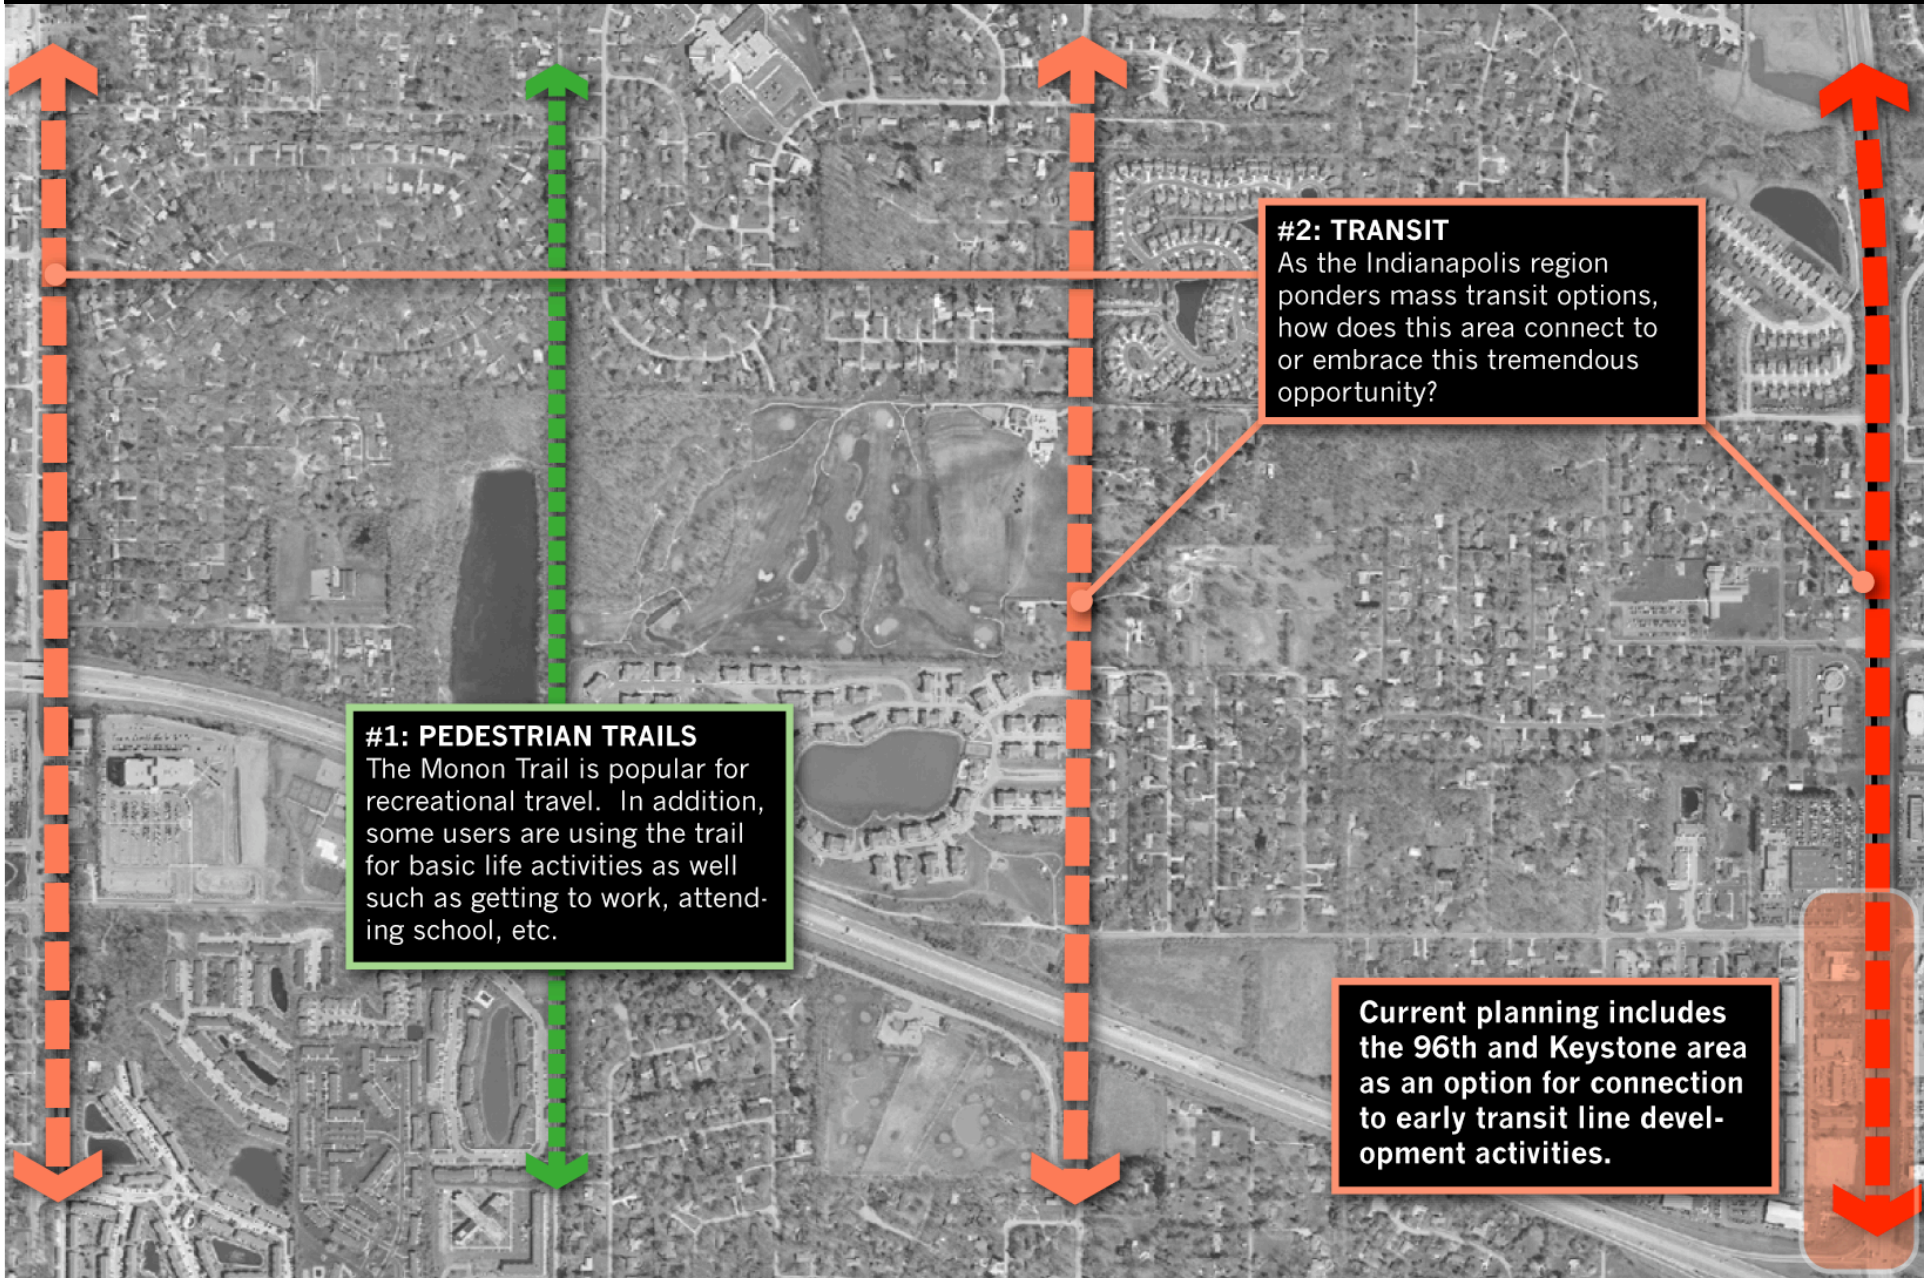 #2: TRANSIT
As the Indianapolis region
ponders mass transit options,
how does this area connect to
or embrace this tremendous
opportunity?
#1: PEDESTRIAN TRAILS
The Monon Trail is popular for
recreational travel.  In addition,
some users are using the trail
for basic life activities as well
such as getting to work, attend-
ing school, etc.
Current planning includes
the 96th and Keystone area
as an option for connection
to early transit line devel-
opment activities.